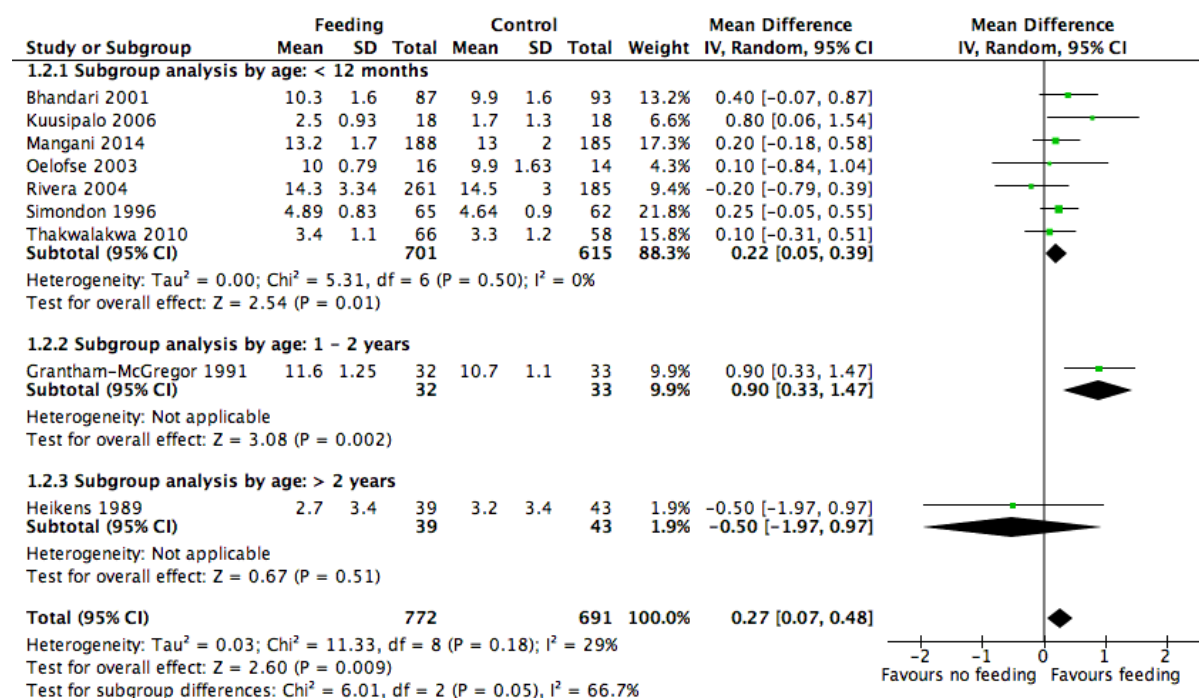 Feeding Control Mean Difference Mean Difference
Study or Subgroup Mean SD Total Mean SD Total Weight IV, Random, 95% CI IV, Random, 95% CI
1.2.1 Subgroup analysis by age: < 12 months
Bhandari 2001 10.3 1.6 87 9.9 1.6 93 13.2% 0.40 [-0.07, 0.87]
Kuusipalo 2006 2.5 0.93 18 1.7 1.3 18 6.6% 0.80 [0.06, 1.54]
Mangani 2014 13.2 1.7 188 13 2 185 17.3% 0.20 [-0.18, 0.58]
Oelofse 2003 10 0.79 16 9.9 1.63 14 4.3% 0.10 [-0.84, 1.04]
Rivera 2004 14.3 3.34 261 14.5 3 185 9.4% -0.20 [-0.79, 0.39]
Simondon 1996 4.89 0.83 65 4.64 0.9 62 21.8% 0.25 [-0.05, 0.55]
Thakwalakwa 2010 3.4 1.1 66 3.3 1.2 58 15.8% 0.10 [-0.31, 0.51]
Subtotal (95% CI) 701 615 88.3% 0.22 [0.05, 0.39]
Heterogeneity: Tau² = 0.00; Chi² = 5.31, df = 6 (P = 0.50); I² = 0%
Test for overall effect: Z = 2.54 (P = 0.01)
1.2.2 Subgroup analysis by age: 1 – 2 years
Grantham-McGregor 1991 11.6 1.25 32 10.7 1.1 33 9.9% 0.90 [0.33, 1.47]
Subtotal (95% CI) 32 33 9.9% 0.90 [0.33, 1.47]
Heterogeneity: Not applicable
Test for overall effect: Z = 3.08 (P = 0.002)
1.2.3 Subgroup analysis by age: > 2 years
Heikens 1989 2.7 3.4 39 3.2 3.4 43 1.9% -0.50 [-1.97, 0.97]
Subtotal (95% CI) 39 43 1.9% -0.50 [-1.97, 0.97]
Heterogeneity: Not applicable
Test for overall effect: Z = 0.67 (P = 0.51)
Total (95% CI) 772 691 100.0% 0.27 [0.07, 0.48]
Heterogeneity: Tau² = 0.03; Chi² = 11.33, df = 8 (P = 0.18); I² = 29%
Test for overall effect: Z = 2.60 (P = 0.009)
Test for subgroup differences: Chi² = 6.01, df = 2 (P = 0.05), I² = 66.7%
-2 -1 0 1 2
Favours no feeding Favours feeding